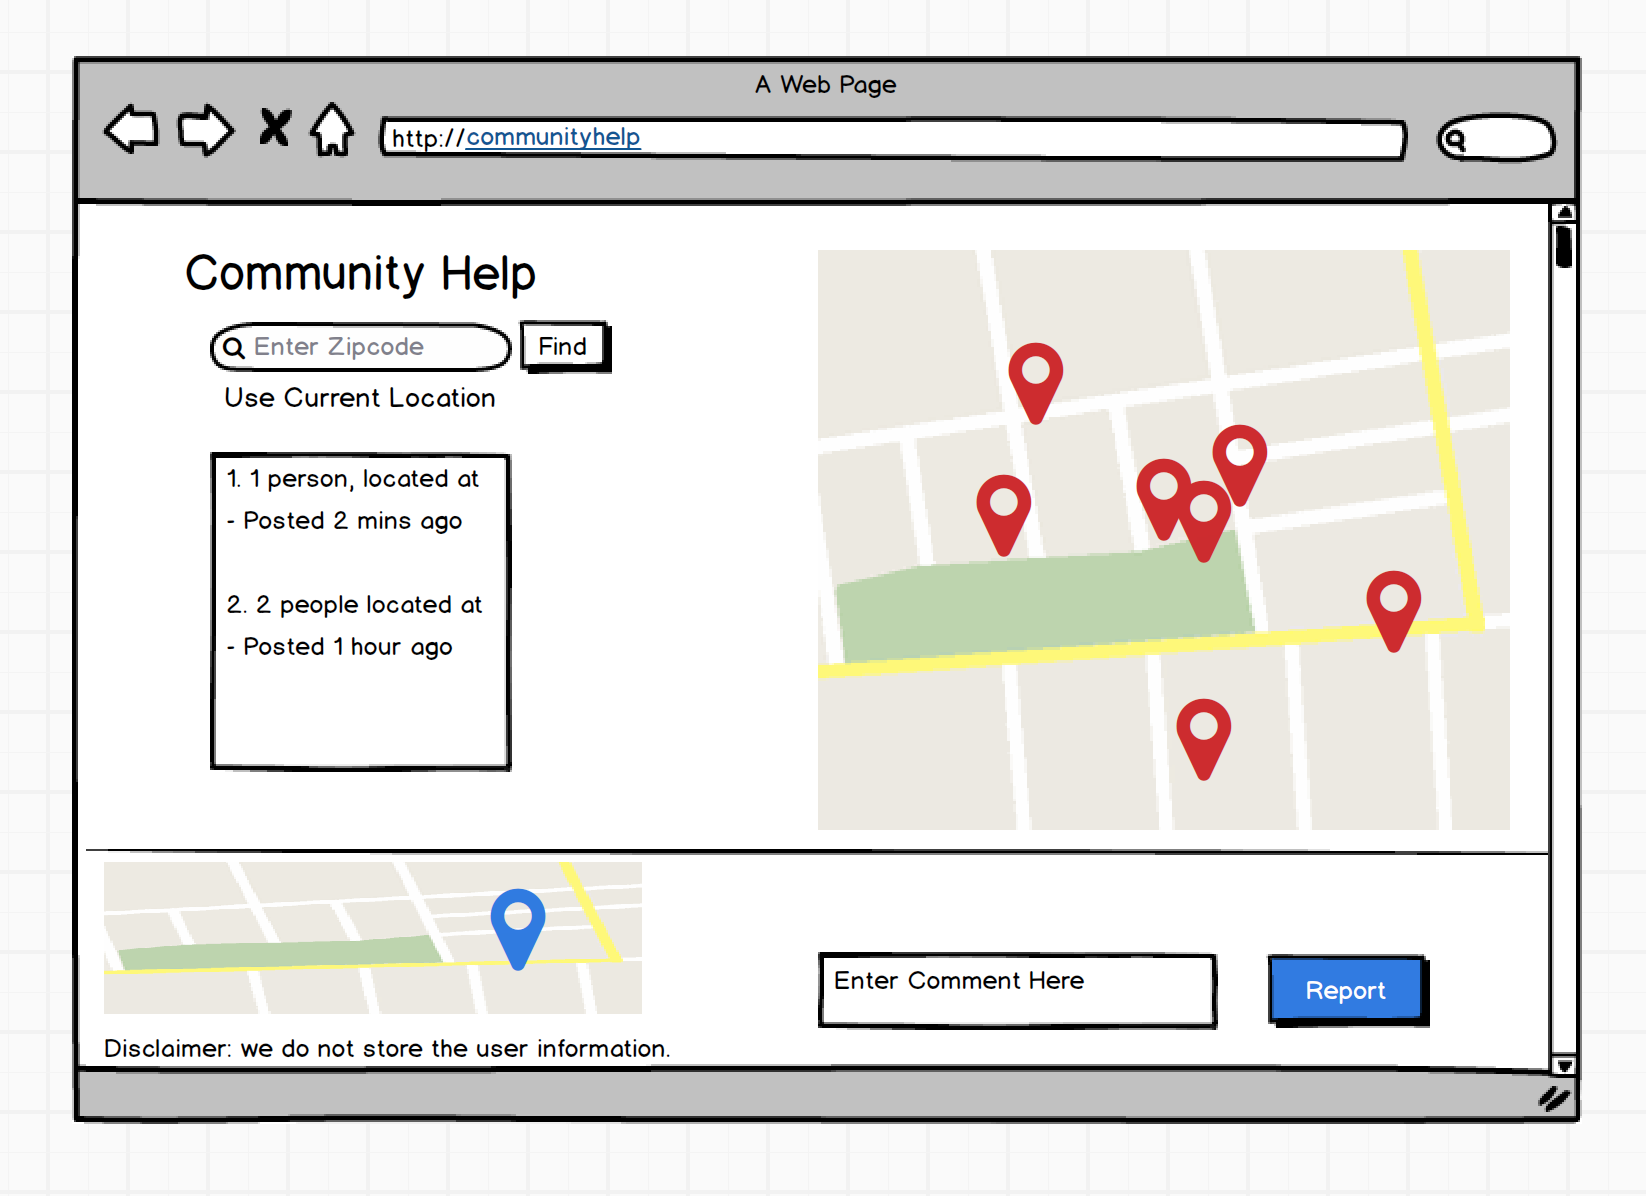 A Web Page
http://communityhelp
Community Help
Enter Zipcode
Find
Use Current Location
1. 1 person, located at
- Posted 2 mins ago
2. 2 people located at
- Posted 1 hour ago
Enter Comment Here
Report
Disclaimer: we do not store the user information.